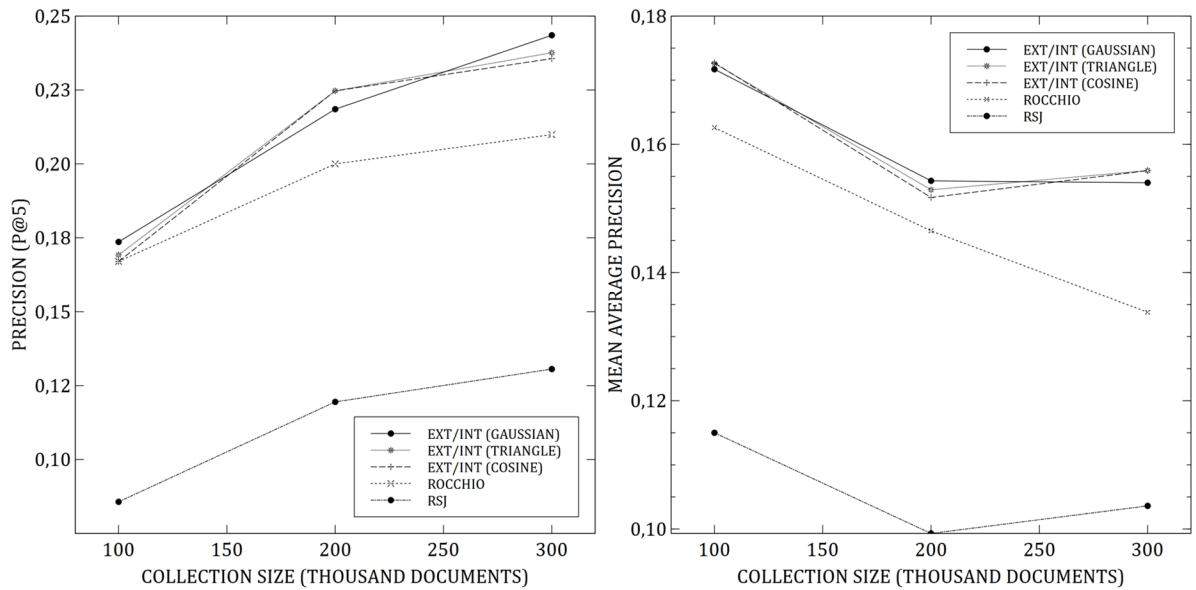 0,25
0,23
0,20
0,18
0,15
0,12
0,10
PRECISION (P@5)
EXT/INT (GAUSSIAN)
EXT/INT (TRIANGLE)
EXT/INT (COSINE)
ROCCHIO
RSJ
100 150 200 250 300
COLLECTION SIZE (THOUSAND DOCUMENTS)
0,18
0,16
0,14
0,12
0,10
MEAN AVERAGE PRECISION
EXT/INT (GAUSSIAN)
EXT/INT (TRIANGLE)
EXT/INT (COSINE)
ROCCHIO
RSJ
100 150 200 250 300
COLLECTION SIZE (THOUSAND DOCUMENTS)